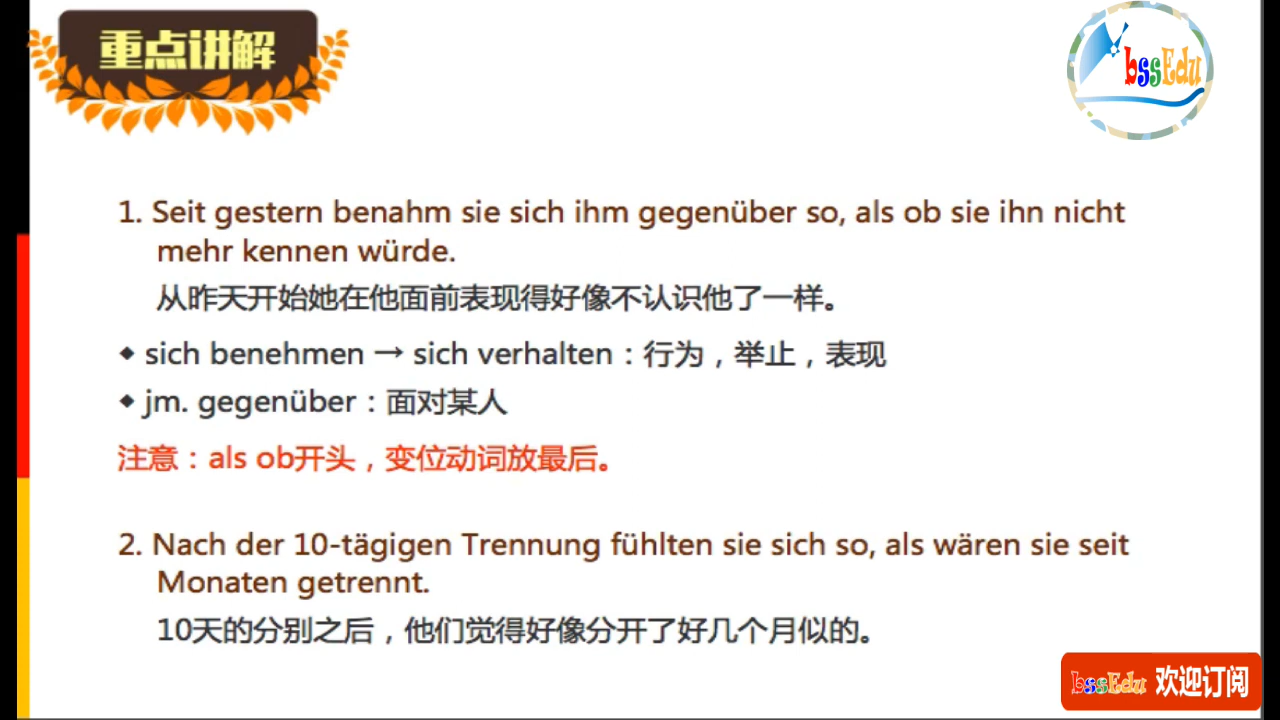 重点讲解
bssEdu
1. Seit gestern benahm sie sich ihm gegenüber so, als ob sie ihn nicht
mehr kennen würde.
从昨天开始她在他面前表现得好像不认识他了一样。
◆ sich benehmen → sich verhalten：行为，举止，表现
◆ jm. gegenüber：面对某人
注意：als ob开头，变位动词放最后。
2. Nach der 10-tägigen Trennung fühlten sie sich so, als wären sie seit
Monaten getrennt.
10天的分别之后，他们觉得好像分开了好几个月似的。
bssEdu 欢迎订阅